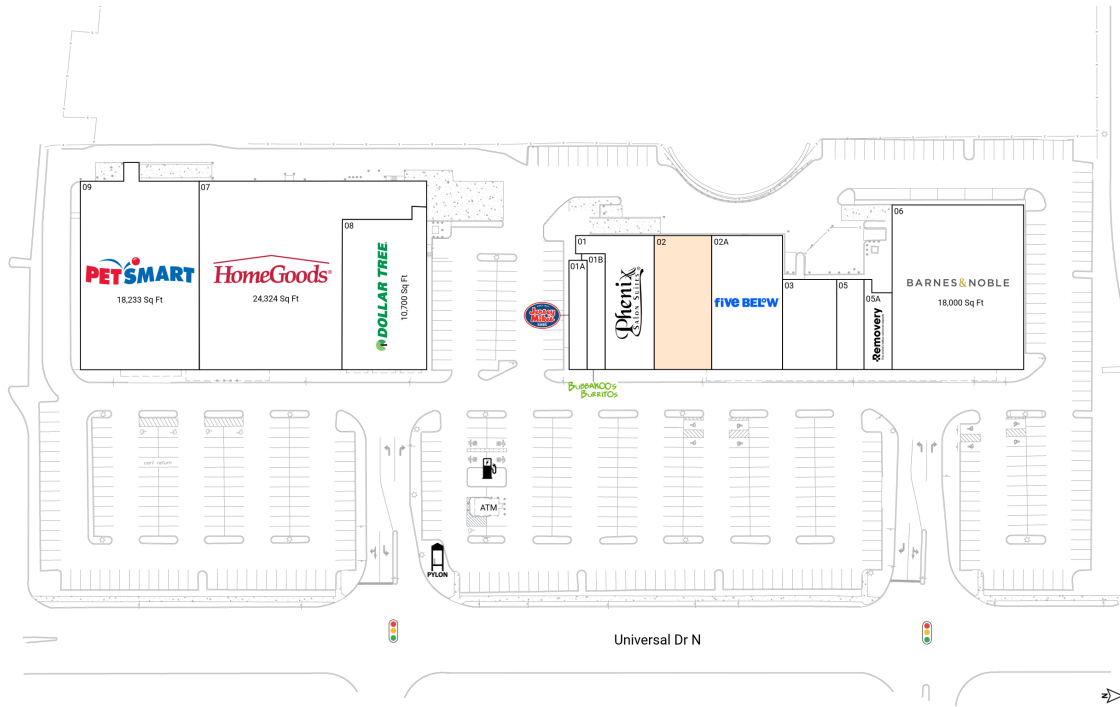 09
07
08
PETSMART
18,233 Sq Ft
HomeGoods®
24,324 Sq Ft
DOLLAR TREE
10,700 Sq Ft
01
01A
01B
Jersey
Mike's
SUBS
Phenix
Salon Suites
BUBBAKOO'S
BURRITOS
02
02A
five BELoW
03
05
05A
Removery
06
BARNES&NOBLE
18,000 Sq Ft
cart return
ATM
PYLON
Universal Dr N
N